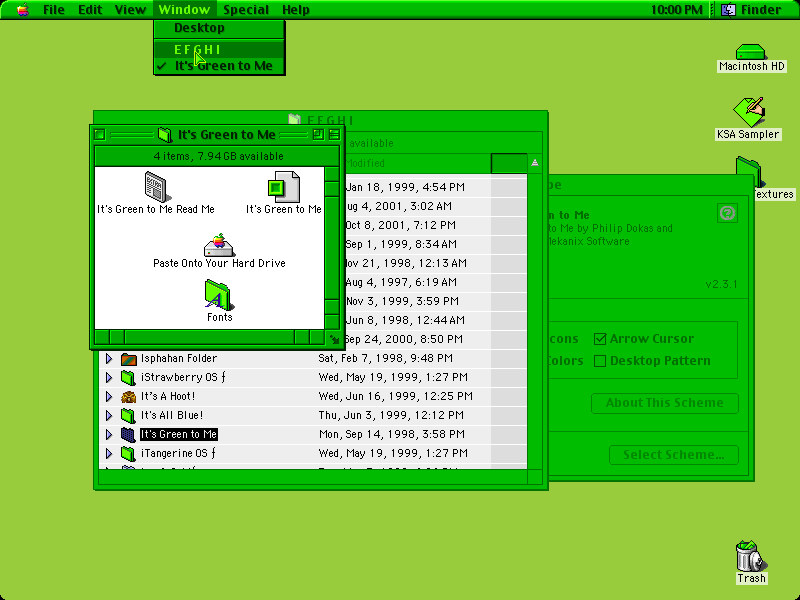 File Edit View Window Special Help 10:00 PM Finder
Desktop
E F G H I
✓ It's Green to Me
Macintosh HD
KSA Sampler
extures
Trash
E F G H I
available
Modified
It's Green to Me
4 items, 7.94 GB available
It's Green to Me Read Me
It's Green to Me
Paste Onto Your Hard Drive
Fonts
Jan 18, 1999, 4:54 PM
ug 4, 2001, 3:02 AM
Oct 8, 2001, 7:12 PM
Sep 1, 1999, 8:34 AM
ov 21, 1998, 12:13 AM
Aug 4, 1997, 6:19 AM
Nov 3, 1999, 3:59 PM
Jun 8, 1998, 12:44 AM
Sep 24, 2000, 8:50 PM
Isphahan Folder Sat, Feb 7, 1998, 9:48 PM
iStrawberry OS ƒ Wed, May 19, 1999, 1:27 PM
It's A Hoot! Wed, Jun 16, 1999, 12:25 PM
It's All Blue! Thu, Jun 3, 1999, 12:12 PM
It's Green to Me Mon, Sep 14, 1998, 3:58 PM
iTangerine OS ƒ Wed, May 19, 1999, 1:27 PM
pe
n to Me
to Me by Philip Dokas and
Mekanix Software
v2.3.1
cons Arrow Cursor
Colors Desktop Pattern
About This Scheme
Select Scheme...